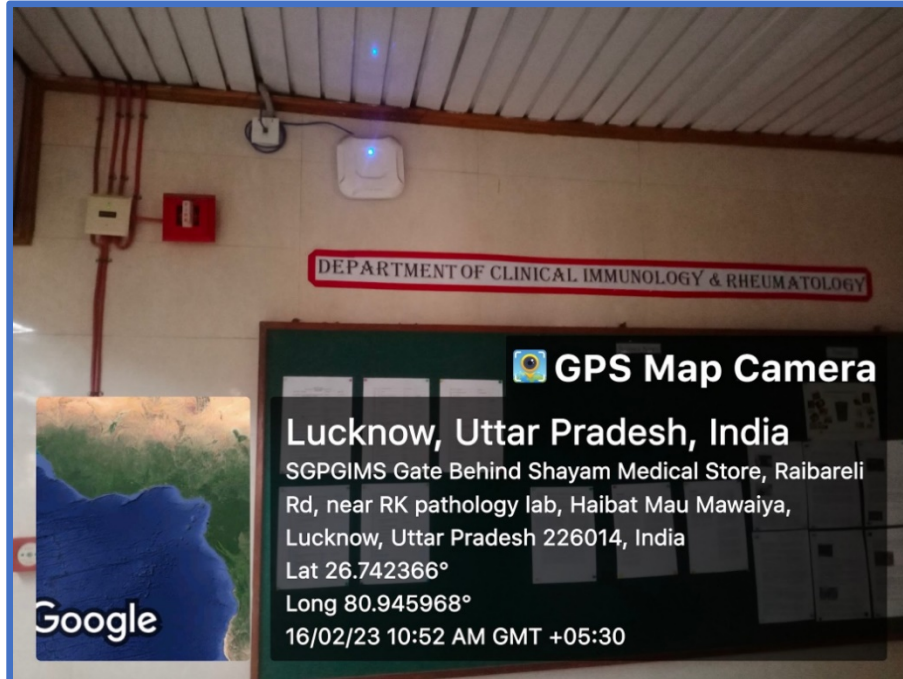 DEPARTMENT OF CLINICAL IMMUNOLOGY & RHEUMATOLOGY
GPS Map Camera
Lucknow, Uttar Pradesh, India
SGPGIMS Gate Behind Shayam Medical Store, Raibareli
Rd, near RK pathology lab, Haibat Mau Mawaiya,
Lucknow, Uttar Pradesh 226014, India
Lat 26.742366°
Long 80.945968°
16/02/23 10:52 AM GMT +05:30
Google